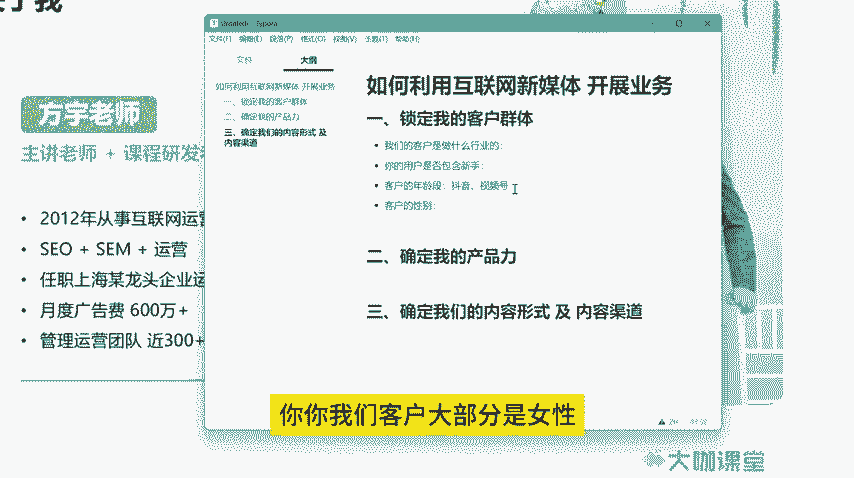 于我
方宇老师
主讲老师 + 课程研发
• 2012年从事互联网运营
• SEO + SEM + 运营
• 任职上海某龙头企业运
• 月度广告费 600万+
• 管理运营团队 近300+
文件(F) 编辑(E) 段落(P) 格式(O) 视图(V) 主题(T) 帮助(H)
文件 大纲
如何利用互联网新媒体 开展业务
一、锁定我的客户群体
二、确定我的产品力
三、确定我们的内容形式 及
内容渠道
如何利用互联网新媒体 开展业务
一、锁定我的客户群体
• 我们的客户是做什么行业的:
• 你的用户是否包含新手:
• 客户的年龄段: 抖音、视频号
• 客户的性别:
二、确定我的产品力
三、确定我们的内容形式 及 内容渠道
你你我们客户大部分是女性
大咖课堂